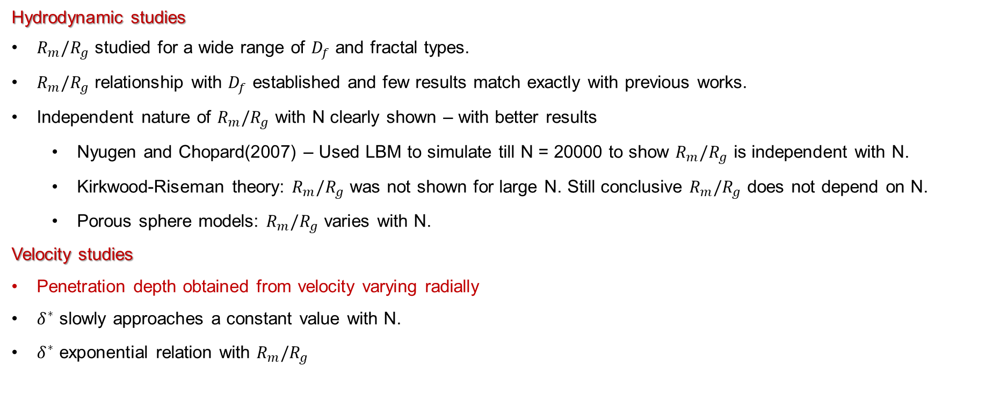 Hydrodynamic studies
• R_m/R_g studied for a wide range of D_f and fractal types.
• R_m/R_g relationship with D_f established and few results match exactly with previous works.
• Independent nature of R_m/R_g with N clearly shown – with better results
• Nyugen and Chopard(2007) – Used LBM to simulate till N = 20000 to show R_m/R_g is independent with N.
• Kirkwood-Riseman theory: R_m/R_g was not shown for large N. Still conclusive R_m/R_g does not depend on N.
• Porous sphere models: R_m/R_g varies with N.
Velocity studies
• Penetration depth obtained from velocity varying radially
• δ* slowly approaches a constant value with N.
• δ* exponential relation with R_m/R_g